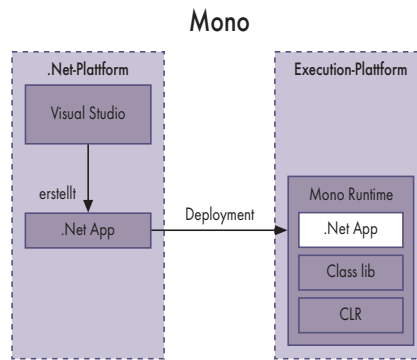 Mono
.Net-Plattform
Visual Studio
erstellt
.Net App
Deployment
Execution-Plattform
Mono Runtime
.Net App
Class lib
CLR